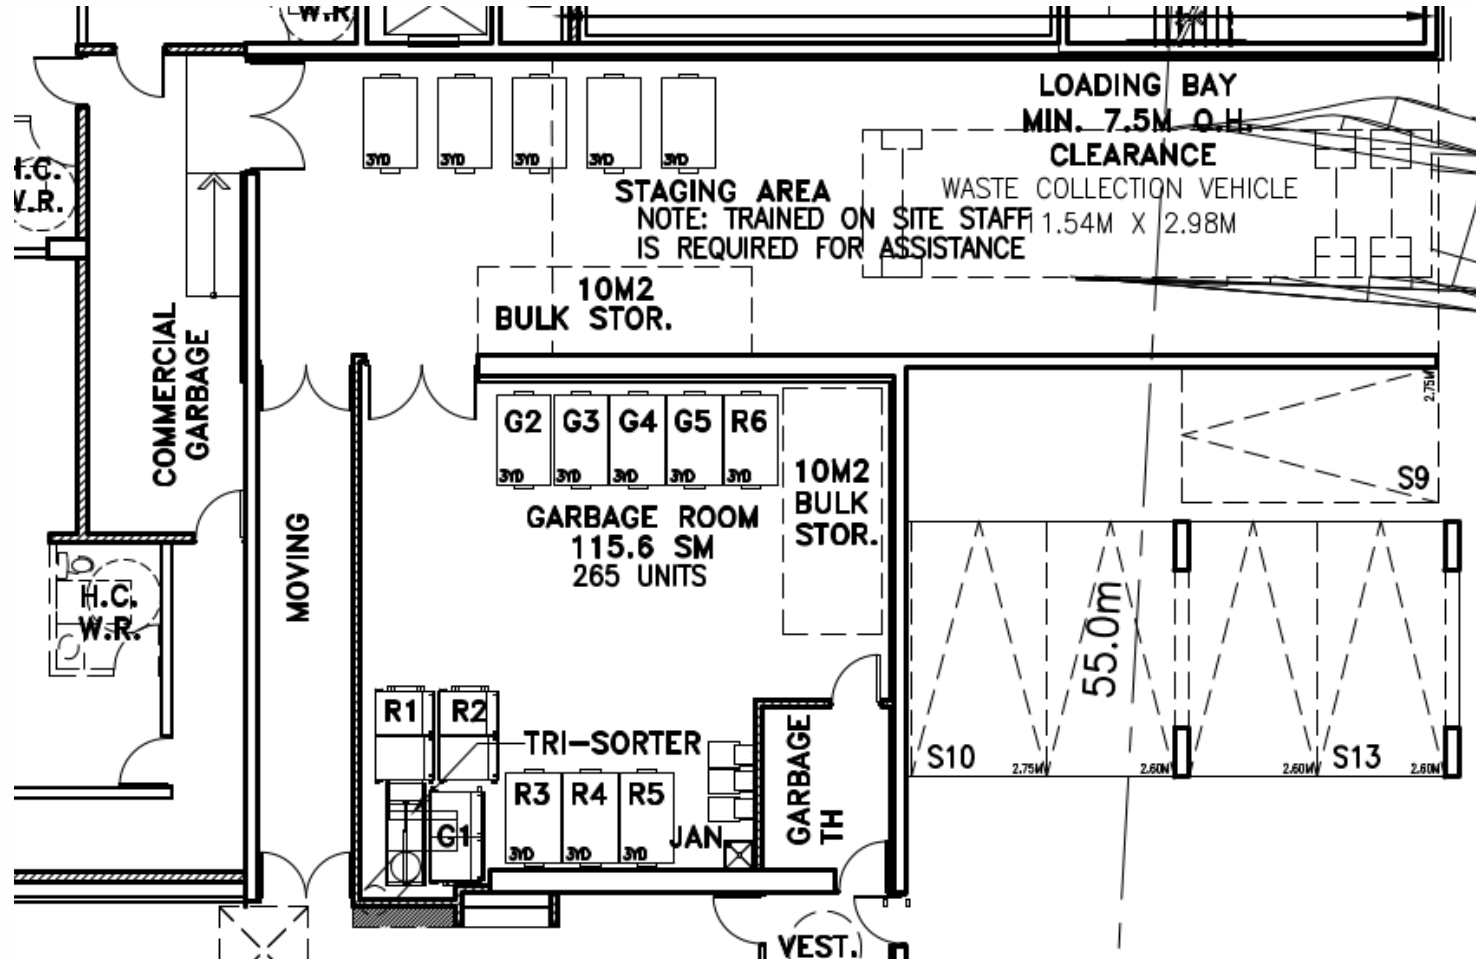 W.R.
LOADING BAY
MIN. 7.5M O.H.
CLEARANCE
WASTE COLLECTION VEHICLE
11.54M X 2.98M
3YD
3YD
3YD
3YD
3YD
H.C.
W.R.
STAGING AREA
NOTE: TRAINED ON SITE STAFF
IS REQUIRED FOR ASSISTANCE
10M2
BULK STOR.
COMMERCIAL
GARBAGE
MOVING
G2
G3
G4
G5
R6
3YD
3YD
3YD
3YD
3YD
GARBAGE ROOM
115.6 SM
265 UNITS
10M2
BULK
STOR.
2.75M
S9
H.C.
W.R.
55.0m
R1
R2
TRI-SORTER
G1
R3
R4
R5
3YD
3YD
3YD
JAN
GARBAGE
TH
S10
2.75M
2.60M
2.60M
S13
2.60M
VEST.